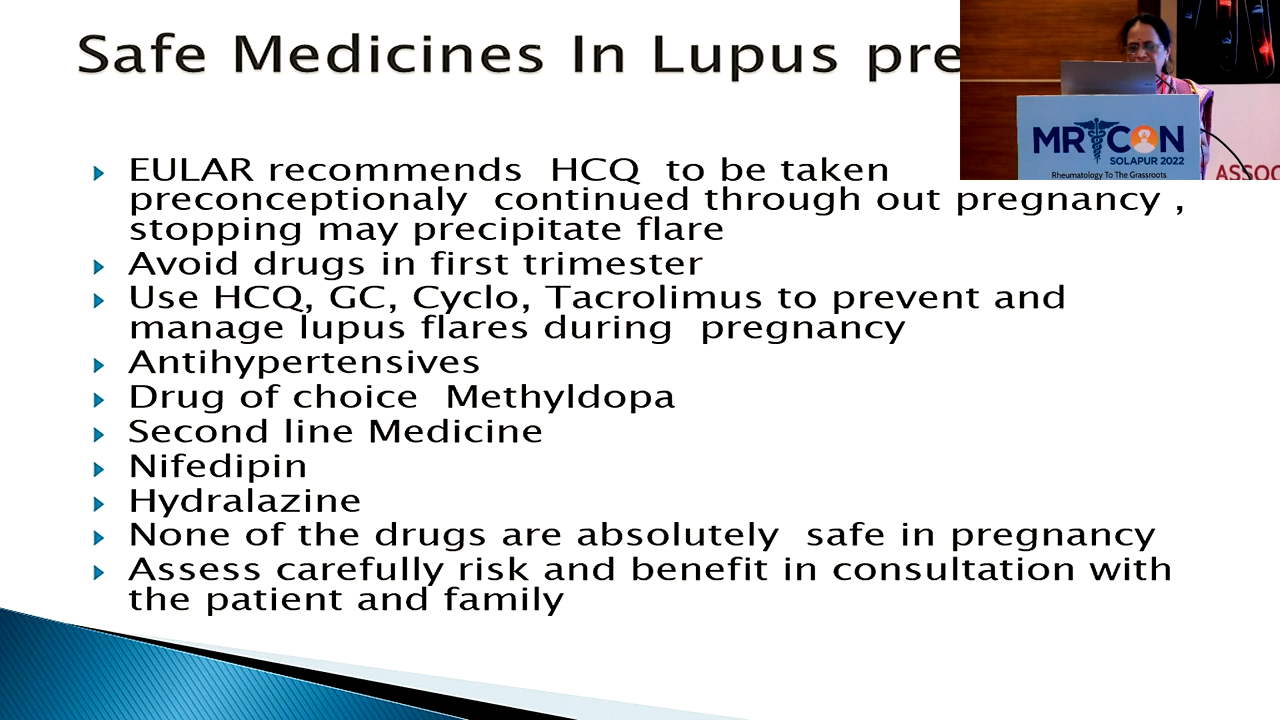 Safe Medicines In Lupus pre
EULAR recommends HCQ to be taken
preconceptionaly continued through out pregnancy ,
stopping may precipitate flare
Avoid drugs in first trimester
Use HCQ, GC, Cyclo, Tacrolimus to prevent and
manage lupus flares during pregnancy
Antihypertensives
Drug of choice Methyldopa
Second line Medicine
Nifedipin
Hydralazine
None of the drugs are absolutely safe in pregnancy
Assess carefully risk and benefit in consultation with
the patient and family
MR CON
SOLAPUR 2022
Rheumatology To The Grassroots
ASSOC